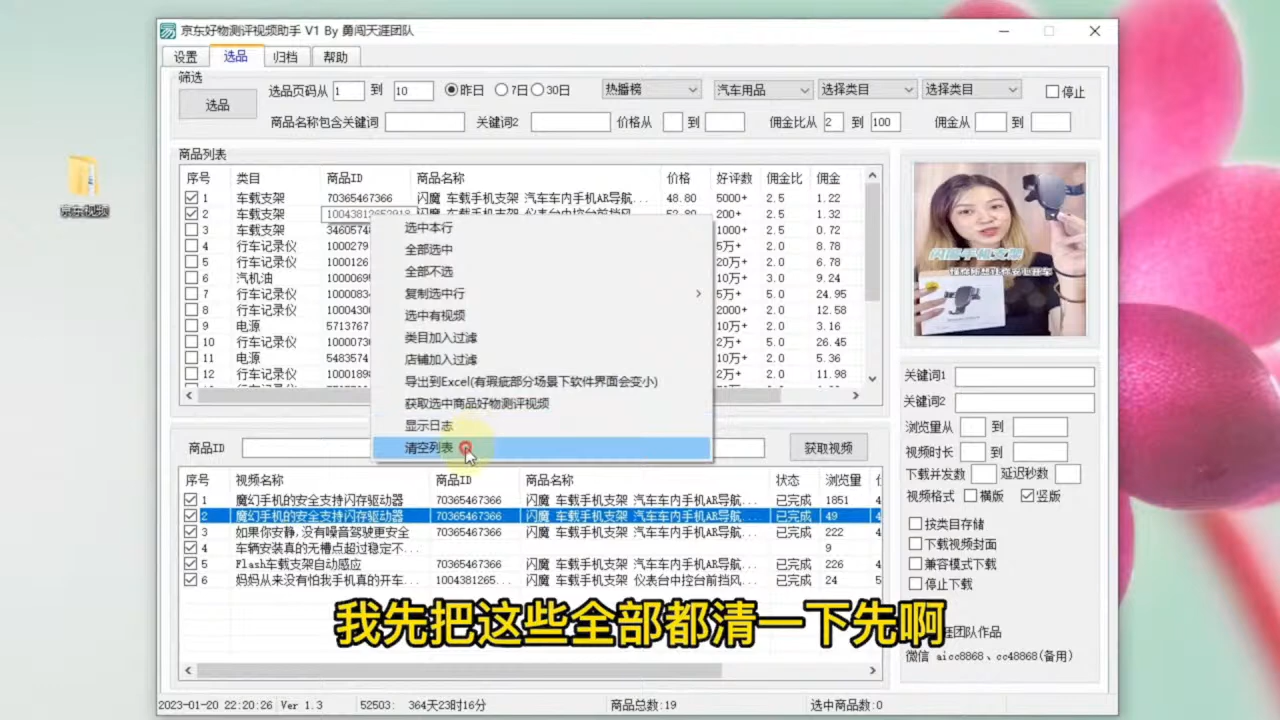 京东好物测评视频助手 V1 By 勇闯天涯团队
设置 选品 归档 帮助
筛选
选品 选品页码从 1 到 10 昨日 7日 30日 热播榜 汽车用品 选择类目 选择类目 停止
商品名称包含关键词 关键词2 价格从 到 佣金比从 2 到 100 佣金从 到
京东视频
商品列表
序号 类目 商品ID 商品名称 价格 好评数 佣金比 佣金
1 车载支架 70365467366 闪魔 车载手机支架 汽车车内手机AR导航... 48.80 5000+ 2.5 1.22
2 车载支架 200+ 2.5 1.32
3 车载支架 3460574 1000+ 2.5 0.72
4 行车记录仪 1000279 5万+ 2.0 8.78
5 行车记录仪 1000126 20万+ 2.0 6.78
6 汽机油 1000069 10万+ 3.0 9.24
7 行车记录仪 1000083 5万+ 5.0 24.95
8 行车记录仪 1000430 2000+ 2.0 12.58
9 电源 5713767 10万+ 2.0 3.16
10 行车记录仪 1000073 2万+ 5.0 26.45
11 电源 5483574 10万+ 2.0 5.36
12 行车记录仪 1000189 10万+ 2.0 11.98
选中本行
全部选中
全部不选
复制选中行
选中有视频
类目加入过滤
店铺加入过滤
导出到Excel(有瑕疵部分场景下软件界面会变小)
获取选中商品好物测评视频
显示日志
清空列表
闪魔手机支架
关键词1
关键词2
浏览量从 到
视频时长 到
下载并发数 延迟秒数
视频格式 横版 竖版
按类目存储
下载视频封面
兼容模式下载
停止下载
商品ID 获取视频
序号 视频名称 商品ID 商品名称 状态 浏览量
1 魔幻手机的安全支持闪存驱动器 70365467366 闪魔 车载手机支架 汽车车内手机AR导航... 已完成 1851 4
2 魔幻手机的安全支持闪存驱动器 70365467366 闪魔 车载手机支架 汽车车内手机AR导航... 已完成 49 4
3 如果你安静,没有噪音驾驶更安全 70365467366 闪魔 车载手机支架 汽车车内手机AR导航... 已完成 222 4
4 车辆安装真的无槽点超过稳定不... 9
5 Flash车载支架自动感应 70365467366 闪魔 车载手机支架 汽车车内手机AR导航... 已完成 226 4
6 妈妈从来没有怕我手机真的开车... 1004381265... 闪魔 车载手机支架 仪表台中控台前挡风... 已完成 24 5
我先把这些全部都清一下先啊
涯团队作品
微信 aicc8868、cc48868(备用)
2023-01-20 22:20:26 Ver 1.3 52503: 364天23时16分 商品总数:19 选中商品数:0